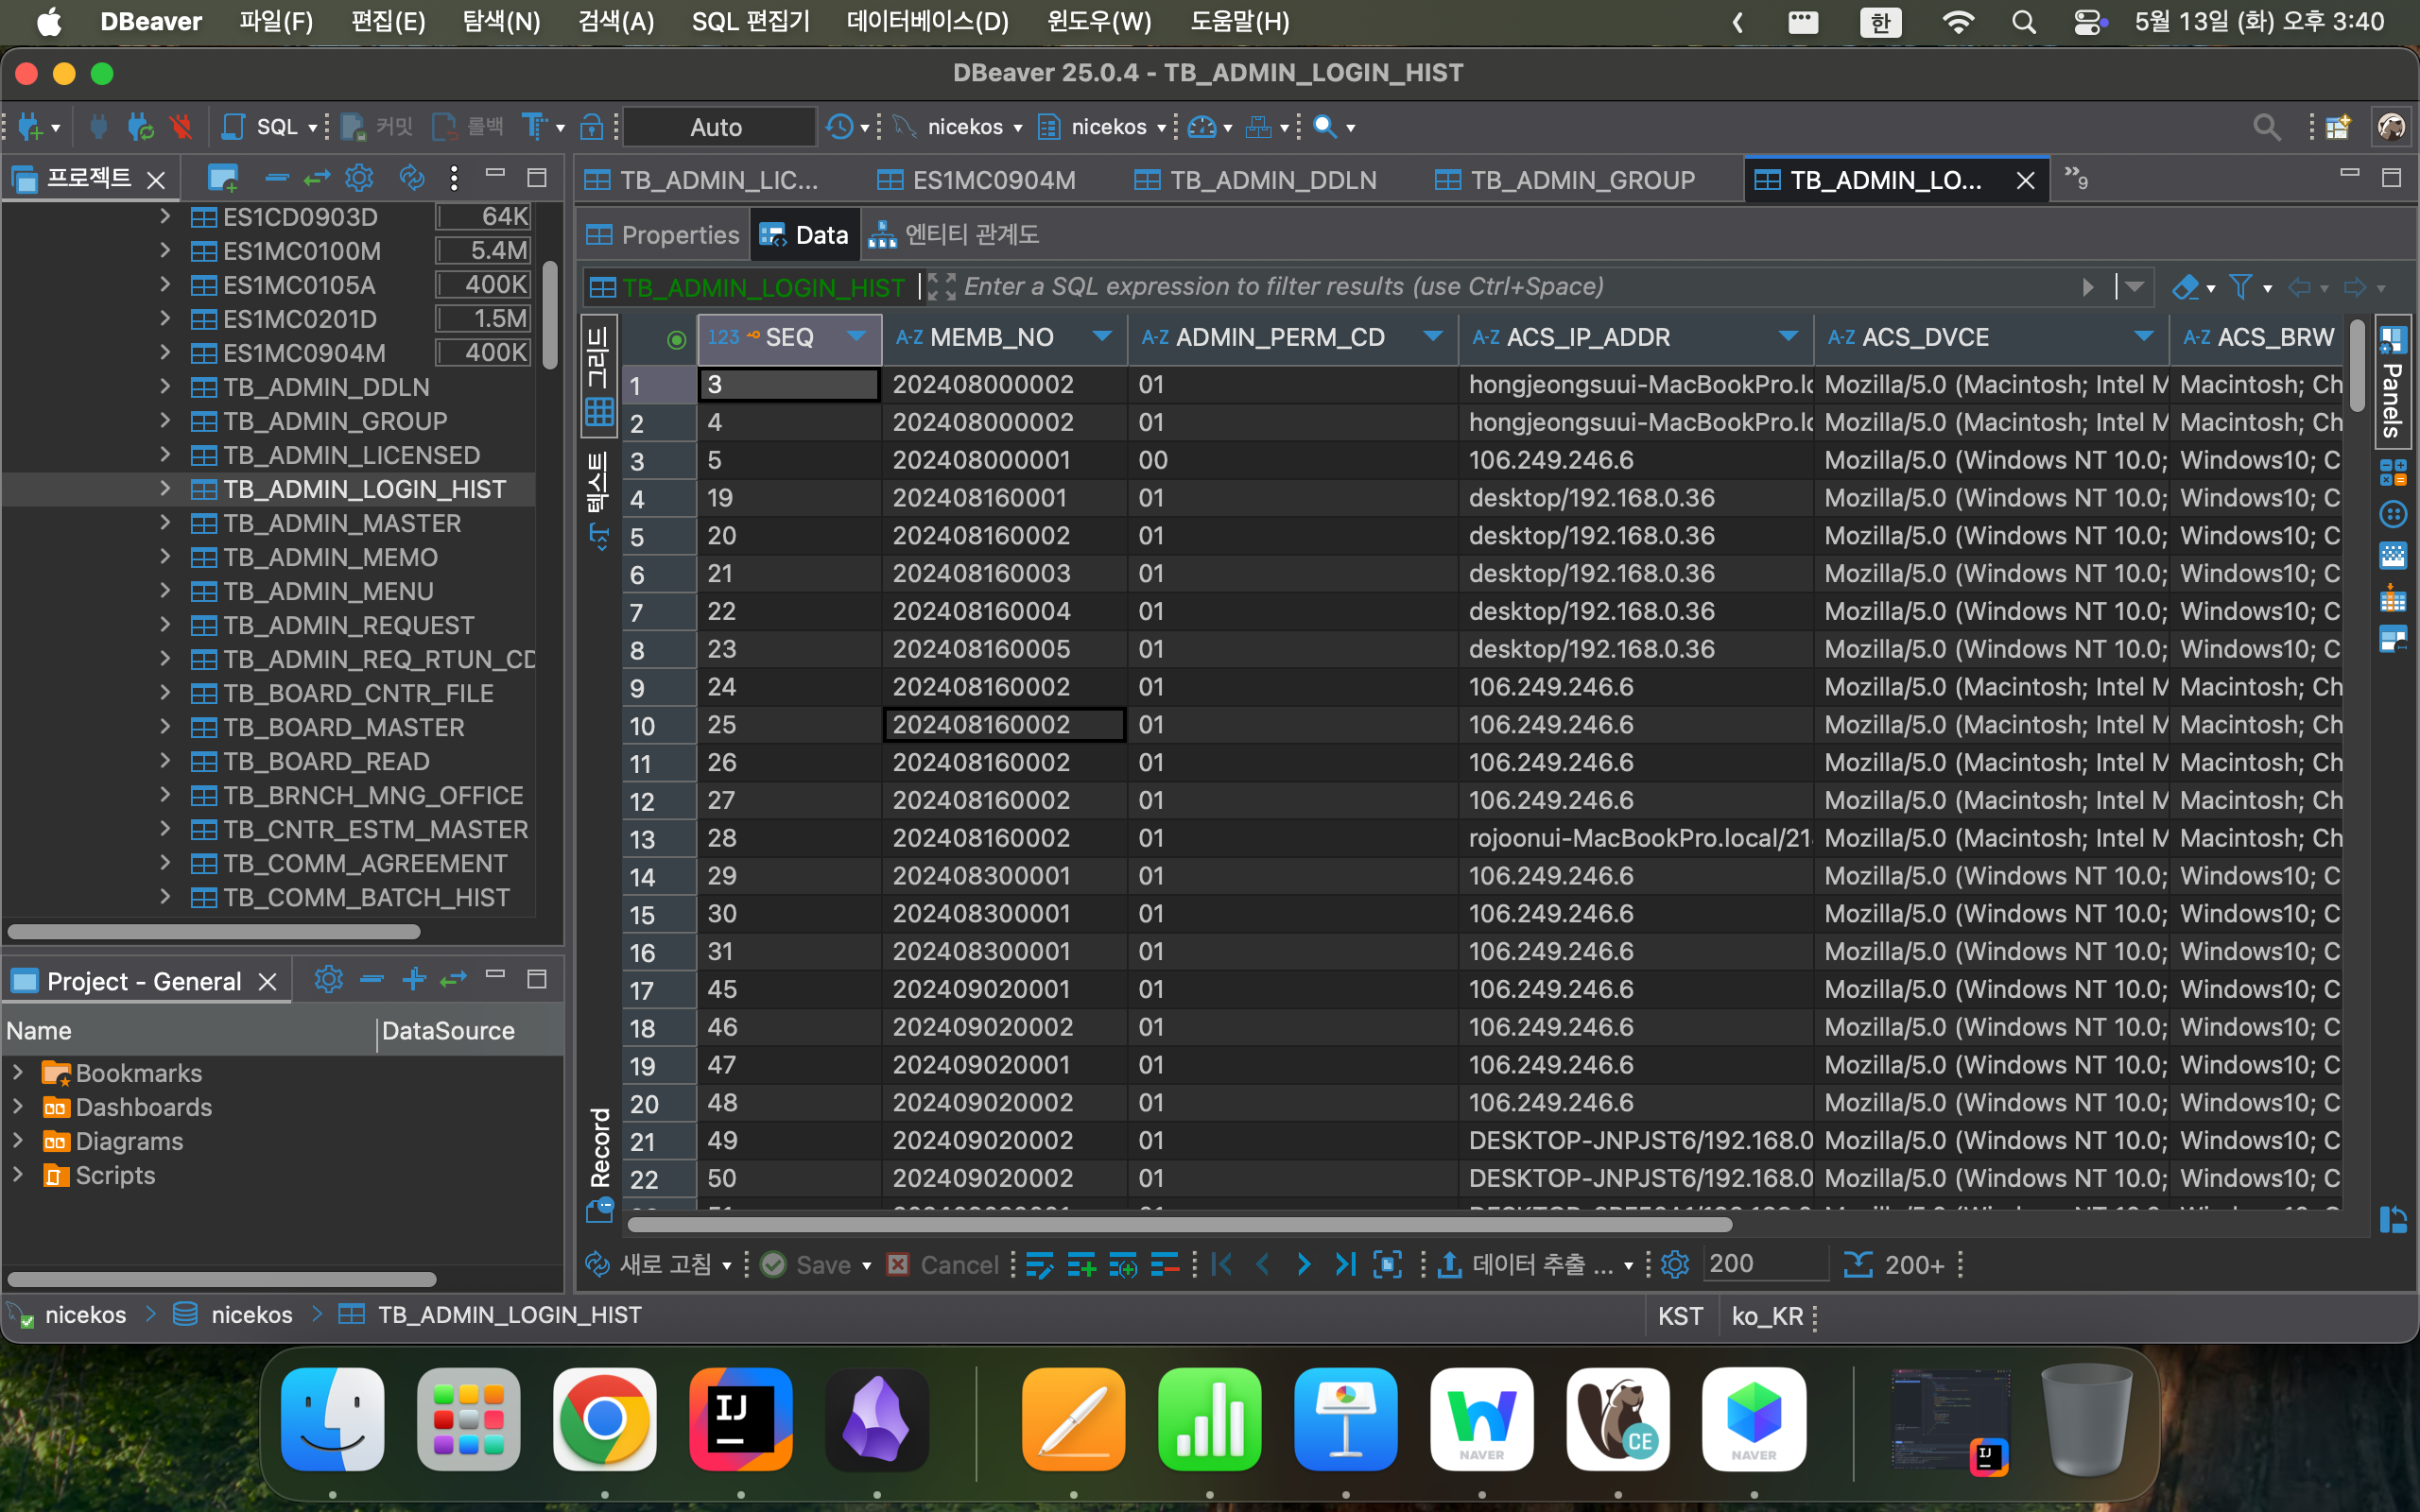 DBeaver 파일(F) 편집(E) 탐색(N) 검색(A) SQL 편집기 데이터베이스(D) 윈도우(W) 도움말(H) 한 5월 13일 (화) 오후 3:40
DBeaver 25.0.4 - TB_ADMIN_LOGIN_HIST
SQL 커밋 롤백 Auto nicekos nicekos
프로젝트
ES1CD0903D 64K
ES1MC0100M 5.4M
ES1MC0105A 400K
ES1MC0201D 1.5M
ES1MC0904M 400K
TB_ADMIN_DDLN
TB_ADMIN_GROUP
TB_ADMIN_LICENSED
TB_ADMIN_LOGIN_HIST
TB_ADMIN_MASTER
TB_ADMIN_MEMO
TB_ADMIN_MENU
TB_ADMIN_REQUEST
TB_ADMIN_REQ_RTUN_CD
TB_BOARD_CNTR_FILE
TB_BOARD_MASTER
TB_BOARD_READ
TB_BRNCH_MNG_OFFICE
TB_CNTR_ESTM_MASTER
TB_COMM_AGREEMENT
TB_COMM_BATCH_HIST
Project - General
Name DataSource
Bookmarks
Dashboards
Diagrams
Scripts
TB_ADMIN_LIC... ES1MC0904M TB_ADMIN_DDLN TB_ADMIN_GROUP TB_ADMIN_LO... »9
Properties Data 엔티티 관계도
TB_ADMIN_LOGIN_HIST Enter a SQL expression to filter results (use Ctrl+Space)
그리드
텍스트
Record
Panels
123 SEQ A-Z MEMB_NO A-Z ADMIN_PERM_CD A-Z ACS_IP_ADDR A-Z ACS_DVCE A-Z ACS_BRW
1 3 202408000002 01 hongjeongsuui-MacBookPro.lc Mozilla/5.0 (Macintosh; Intel M Macintosh; Ch
2 4 202408000002 01 hongjeongsuui-MacBookPro.lc Mozilla/5.0 (Macintosh; Intel M Macintosh; Ch
3 5 202408000001 00 106.249.246.6 Mozilla/5.0 (Windows NT 10.0; Windows10; C
4 19 202408160001 01 desktop/192.168.0.36 Mozilla/5.0 (Windows NT 10.0; Windows10; C
5 20 202408160002 01 desktop/192.168.0.36 Mozilla/5.0 (Windows NT 10.0; Windows10; C
6 21 202408160003 01 desktop/192.168.0.36 Mozilla/5.0 (Windows NT 10.0; Windows10; C
7 22 202408160004 01 desktop/192.168.0.36 Mozilla/5.0 (Windows NT 10.0; Windows10; C
8 23 202408160005 01 desktop/192.168.0.36 Mozilla/5.0 (Windows NT 10.0; Windows10; C
9 24 202408160002 01 106.249.246.6 Mozilla/5.0 (Macintosh; Intel M Macintosh; Ch
10 25 202408160002 01 106.249.246.6 Mozilla/5.0 (Macintosh; Intel M Macintosh; Ch
11 26 202408160002 01 106.249.246.6 Mozilla/5.0 (Macintosh; Intel M Macintosh; Ch
12 27 202408160002 01 106.249.246.6 Mozilla/5.0 (Macintosh; Intel M Macintosh; Ch
13 28 202408160002 01 rojoonui-MacBookPro.local/21 Mozilla/5.0 (Macintosh; Intel M Macintosh; Ch
14 29 202408300001 01 106.249.246.6 Mozilla/5.0 (Windows NT 10.0; Windows10; C
15 30 202408300001 01 106.249.246.6 Mozilla/5.0 (Windows NT 10.0; Windows10; C
16 31 202408300001 01 106.249.246.6 Mozilla/5.0 (Windows NT 10.0; Windows10; C
17 45 202409020001 01 106.249.246.6 Mozilla/5.0 (Windows NT 10.0; Windows10; C
18 46 202409020002 01 106.249.246.6 Mozilla/5.0 (Windows NT 10.0; Windows10; C
19 47 202409020001 01 106.249.246.6 Mozilla/5.0 (Windows NT 10.0; Windows10; C
20 48 202409020002 01 106.249.246.6 Mozilla/5.0 (Windows NT 10.0; Windows10; C
21 49 202409020002 01 DESKTOP-JNPJST6/192.168.0 Mozilla/5.0 (Windows NT 10.0; Windows10; C
22 50 202409020002 01 DESKTOP-JNPJST6/192.168.0 Mozilla/5.0 (Windows NT 10.0; Windows10; C
새로 고침 Save Cancel 데이터 추출 ... 200 200+
nicekos nicekos TB_ADMIN_LOGIN_HIST KST ko_KR
IJ NAVER CE NAVER IJ